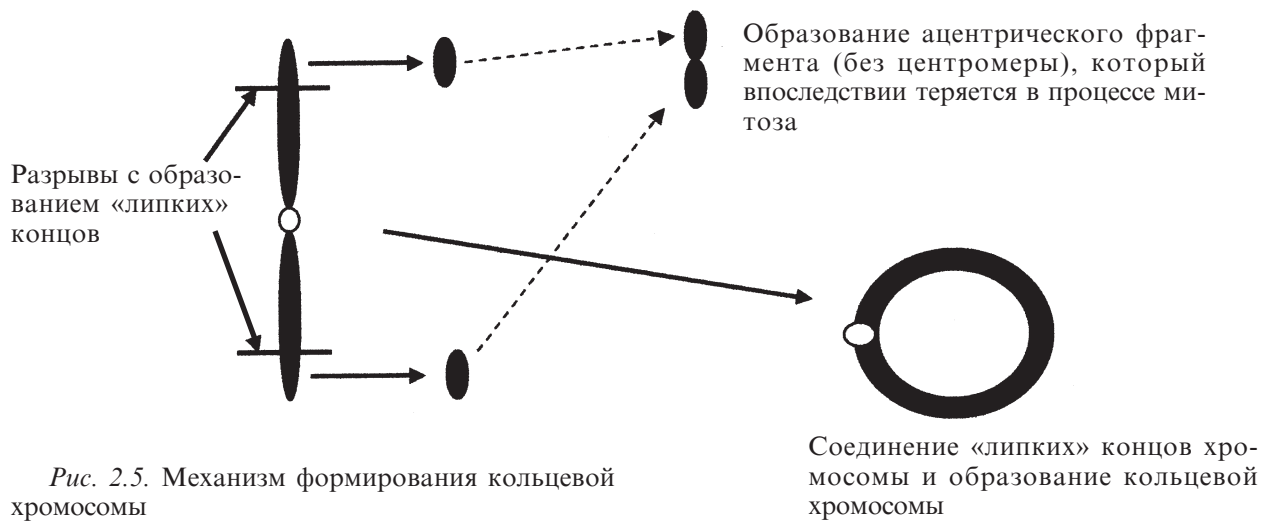 Образование ацентрического фраг-
мента (без центромеры), который
впоследствии теряется в процессе ми-
тоза
Разрывы с образо-
ванием «липких»
концов
Соединение «липких» концов хро-
мосомы и образование кольцевой
хромосомы
Рис. 2.5. Механизм формирования кольцевой
хромосомы